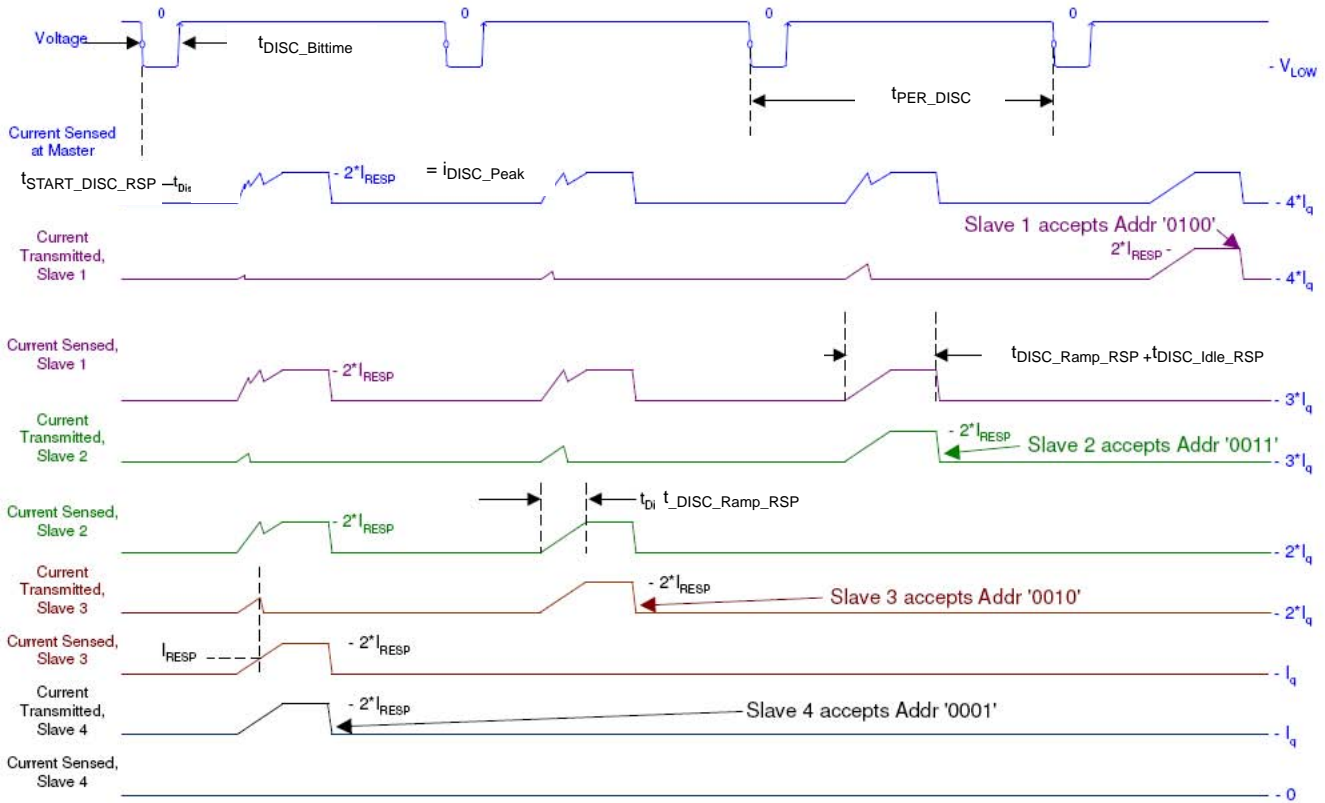 0 0 0 0
Voltage
tDISC_Bittime
- VLOW
tPER_DISC
Current Sensed
at Master
tSTART_DISC_RSP
- 2*IRESP = iDISC_Peak
- 4*Iq
Slave 1 accepts Addr '0100'
Current
Transmitted,
Slave 1
2*IRESP -
- 4*Iq
Current Sensed,
Slave 1
tDISC_Ramp_RSP +tDISC_Idle_RSP
- 2*IRESP
- 3*Iq
Current
Transmitted,
Slave 2
- 2*IRESP
Slave 2 accepts Addr '0011'
- 3*Iq
Current Sensed,
Slave 2
tDi t_DISC_Ramp_RSP
- 2*IRESP
- 2*Iq
Current
Transmitted,
Slave 3
- 2*IRESP
Slave 3 accepts Addr '0010'
- 2*Iq
Current Sensed,
Slave 3
IRESP
- 2*IRESP
- Iq
Current
Transmitted,
Slave 4
- 2*IRESP
Slave 4 accepts Addr '0001'
- Iq
Current Sensed,
Slave 4
- 0